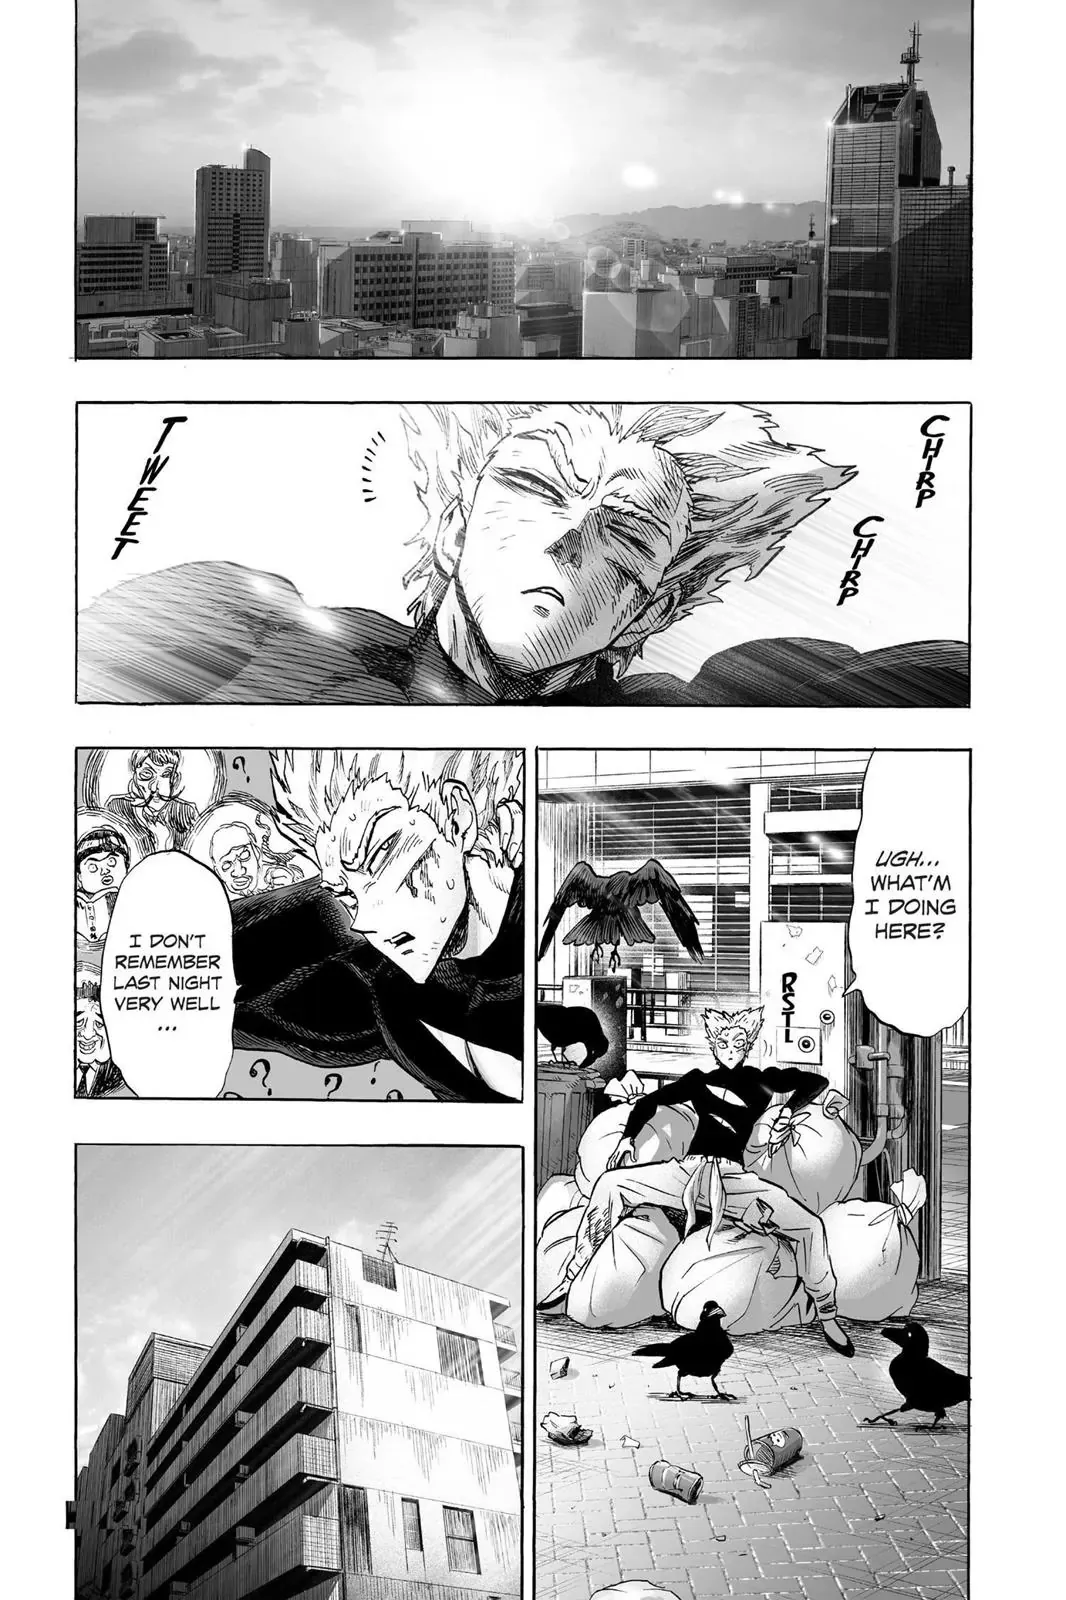 CHIRP
CHIRP
TWEET
UGH...
WHAT'M
I DOING
HERE?
RSTL
I DON'T
REMEMBER
LAST NIGHT
VERY WELL
...
?
?
?
?
?